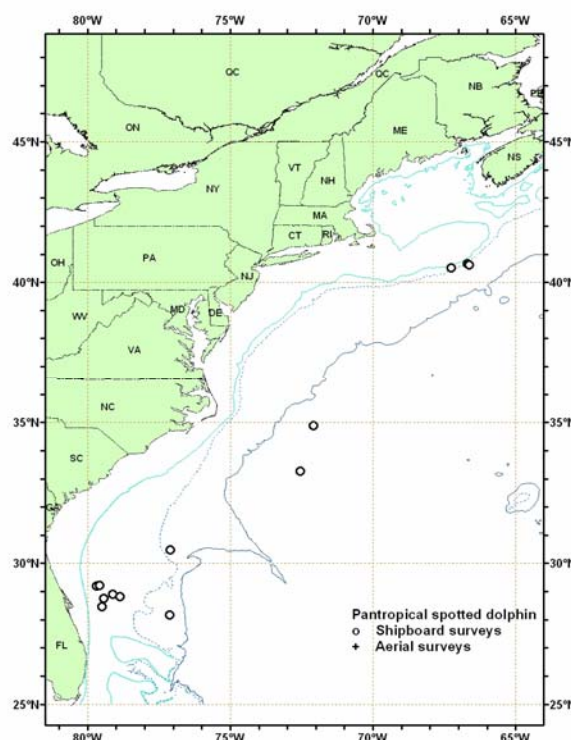 80°W 75°W 70°W 65°W
QC QC NB
ON ME
45°N 45°N
NS
VT NH
NY
MA
CT RI
OH PA
NJ
40°N 40°N
MD DE
WV
VA
NC
35°N 35°N
SC
30°N 30°N
Pantropical spotted dolphin
Shipboard surveys
FL Aerial surveys
25°N 25°N
80°W 75°W 70°W 65°W